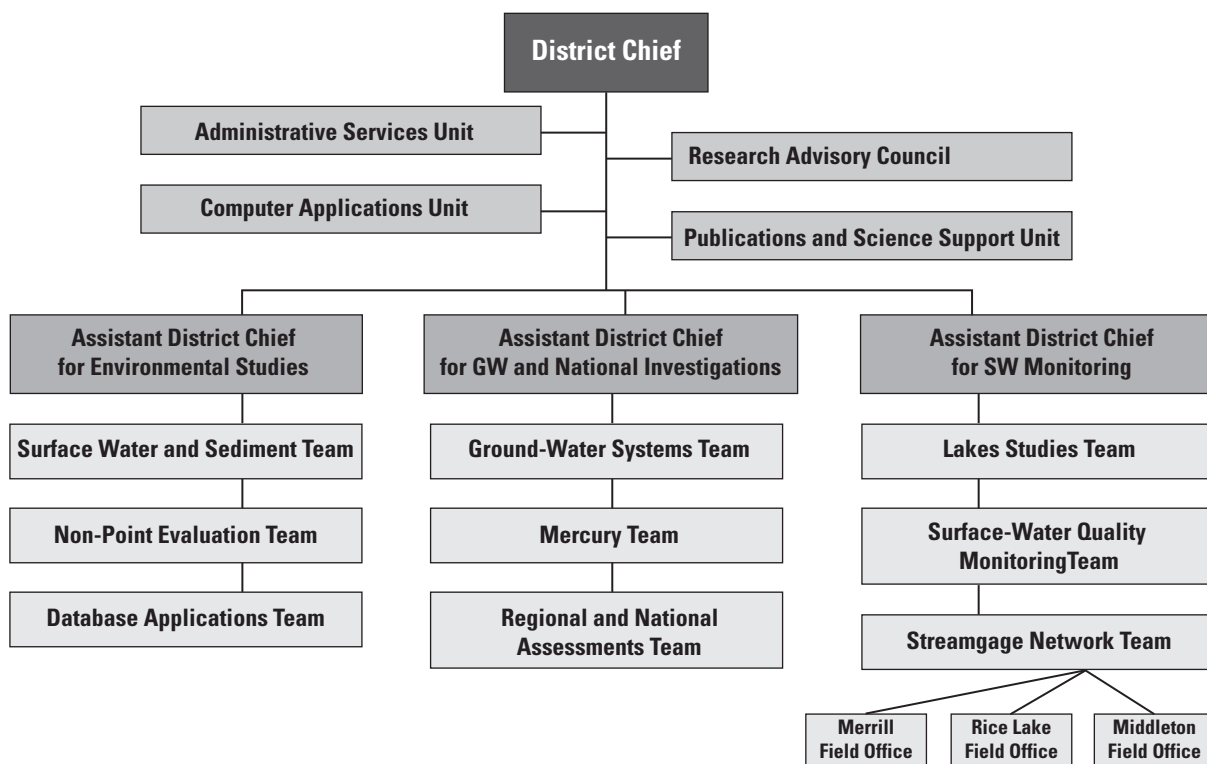 District Chief
Administrative Services Unit
Research Advisory Council
Computer Applications Unit
Publications and Science Support Unit
Assistant District Chief
for Environmental Studies
Assistant District Chief
for GW and National Investigations
Assistant District Chief
for SW Monitoring
Surface Water and Sediment Team
Ground-Water Systems Team
Lakes Studies Team
Non-Point Evaluation Team
Mercury Team
Surface-Water Quality
MonitoringTeam
Database Applications Team
Regional and National
Assessments Team
Streamgage Network Team
Merrill
Field Office
Rice Lake
Field Office
Middleton
Field Office